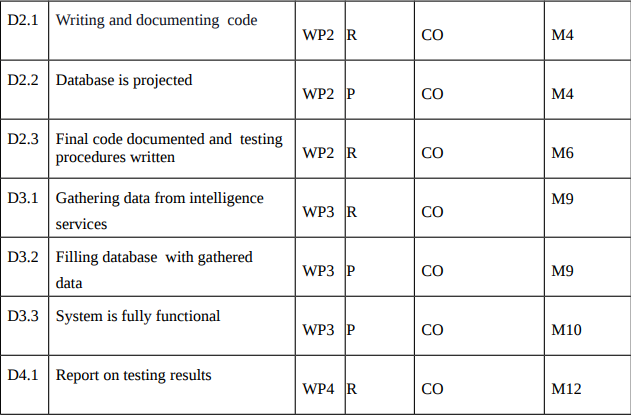 D2.1 Writing and documenting code WP2 R CO M4
D2.2 Database is projected WP2 P CO M4
D2.3 Final code documented and testing
procedures written WP2 R CO M6
D3.1 Gathering data from intelligence M9
services WP3 R CO
D3.2 Filling database with gathered
data WP3 P CO M9
D3.3 System is fully functional WP3 P CO M10
D4.1 Report on testing results WP4 R CO M12